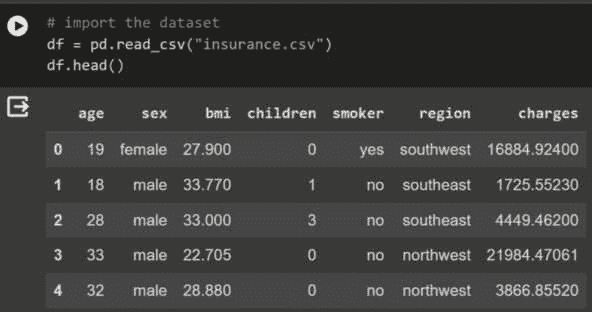 # import the dataset
df = pd.read_csv("insurance.csv")
df.head()
age sex bmi children smoker region charges
0 19 female 27.900 0 yes southwest 16884.92400
1 18 male 33.770 1 no southeast 1725.55230
2 28 male 33.000 3 no southeast 4449.46200
3 33 male 22.705 0 no northwest 21984.47061
4 32 male 28.880 0 no northwest 3866.85520